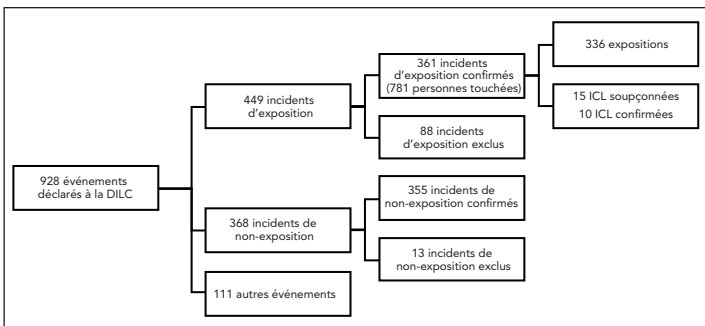 928 événements
déclarés à la DILC
449 incidents
d'exposition
361 incidents
d'exposition confirmés
(781 personnes touchées)
336 expositions
15 ICL soupçonnées
10 ICL confirmées
88 incidents
d'exposition exclus
368 incidents de
non-exposition
355 incidents de
non-exposition confirmés
13 incidents de
non-exposition exclus
111 autres événements